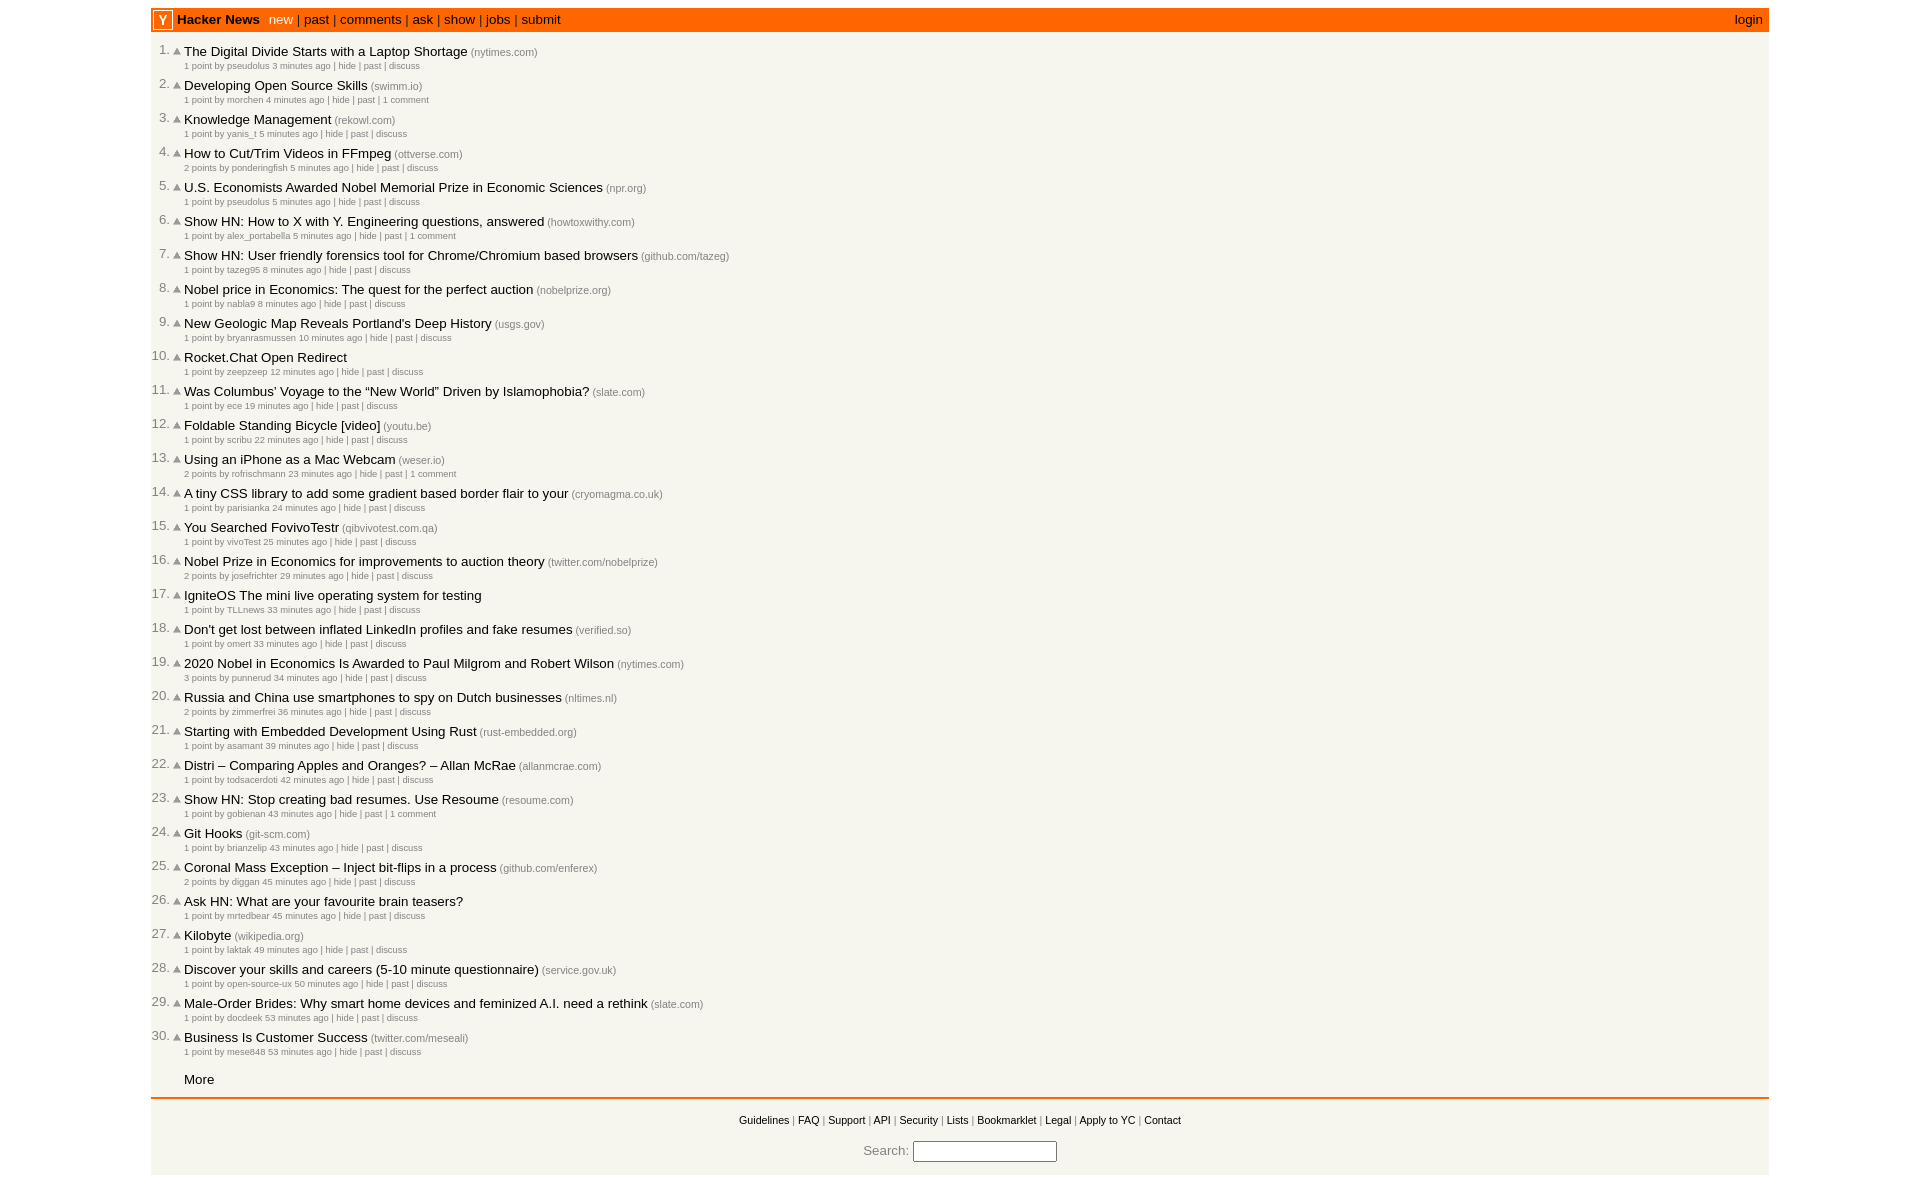 Y Hacker News new | past | comments | ask | show | jobs | submit login
1. The Digital Divide Starts with a Laptop Shortage (nytimes.com)
1 point by pseudolus 3 minutes ago | hide | past | discuss
2. Developing Open Source Skills (swimm.io)
1 point by morchen 4 minutes ago | hide | past | 1 comment
3. Knowledge Management (rekowl.com)
1 point by yanis_t 5 minutes ago | hide | past | discuss
4. How to Cut/Trim Videos in FFmpeg (ottverse.com)
2 points by ponderingfish 5 minutes ago | hide | past | discuss
5. U.S. Economists Awarded Nobel Memorial Prize in Economic Sciences (npr.org)
1 point by pseudolus 5 minutes ago | hide | past | discuss
6. Show HN: How to X with Y. Engineering questions, answered (howtoxwithy.com)
1 point by alex_portabella 5 minutes ago | hide | past | 1 comment
7. Show HN: User friendly forensics tool for Chrome/Chromium based browsers (github.com/tazeg)
1 point by tazeg95 8 minutes ago | hide | past | discuss
8. Nobel price in Economics: The quest for the perfect auction (nobelprize.org)
1 point by nabla9 8 minutes ago | hide | past | discuss
9. New Geologic Map Reveals Portland's Deep History (usgs.gov)
1 point by bryanrasmussen 10 minutes ago | hide | past | discuss
10. Rocket.Chat Open Redirect
1 point by zeepzeep 12 minutes ago | hide | past | discuss
11. Was Columbus’ Voyage to the “New World” Driven by Islamophobia? (slate.com)
1 point by ece 19 minutes ago | hide | past | discuss
12. Foldable Standing Bicycle [video] (youtu.be)
1 point by scribu 22 minutes ago | hide | past | discuss
13. Using an iPhone as a Mac Webcam (weser.io)
2 points by rofrischmann 23 minutes ago | hide | past | 1 comment
14. A tiny CSS library to add some gradient based border flair to your (cryomagma.co.uk)
1 point by parisianka 24 minutes ago | hide | past | discuss
15. You Searched FovivoTestr (qibvivotest.com.qa)
1 point by vivoTest 25 minutes ago | hide | past | discuss
16. Nobel Prize in Economics for improvements to auction theory (twitter.com/nobelprize)
2 points by josefrichter 29 minutes ago | hide | past | discuss
17. IgniteOS The mini live operating system for testing
1 point by TLLnews 33 minutes ago | hide | past | discuss
18. Don't get lost between inflated LinkedIn profiles and fake resumes (verified.so)
1 point by omert 33 minutes ago | hide | past | discuss
19. 2020 Nobel in Economics Is Awarded to Paul Milgrom and Robert Wilson (nytimes.com)
3 points by punnerud 34 minutes ago | hide | past | discuss
20. Russia and China use smartphones to spy on Dutch businesses (nltimes.nl)
2 points by zimmerfrei 36 minutes ago | hide | past | discuss
21. Starting with Embedded Development Using Rust (rust-embedded.org)
1 point by asamant 39 minutes ago | hide | past | discuss
22. Distri – Comparing Apples and Oranges? – Allan McRae (allanmcrae.com)
1 point by todsacerdoti 42 minutes ago | hide | past | discuss
23. Show HN: Stop creating bad resumes. Use Resoume (resoume.com)
1 point by gobienan 43 minutes ago | hide | past | 1 comment
24. Git Hooks (git-scm.com)
1 point by brianzelip 43 minutes ago | hide | past | discuss
25. Coronal Mass Exception – Inject bit-flips in a process (github.com/enferex)
2 points by diggan 45 minutes ago | hide | past | discuss
26. Ask HN: What are your favourite brain teasers?
1 point by mrtedbear 45 minutes ago | hide | past | discuss
27. Kilobyte (wikipedia.org)
1 point by laktak 49 minutes ago | hide | past | discuss
28. Discover your skills and careers (5-10 minute questionnaire) (service.gov.uk)
1 point by open-source-ux 50 minutes ago | hide | past | discuss
29. Male-Order Brides: Why smart home devices and feminized A.I. need a rethink (slate.com)
1 point by docdeek 53 minutes ago | hide | past | discuss
30. Business Is Customer Success (twitter.com/meseali)
1 point by mese848 53 minutes ago | hide | past | discuss
More
Guidelines | FAQ | Support | API | Security | Lists | Bookmarklet | Legal | Apply to YC | Contact
Search: